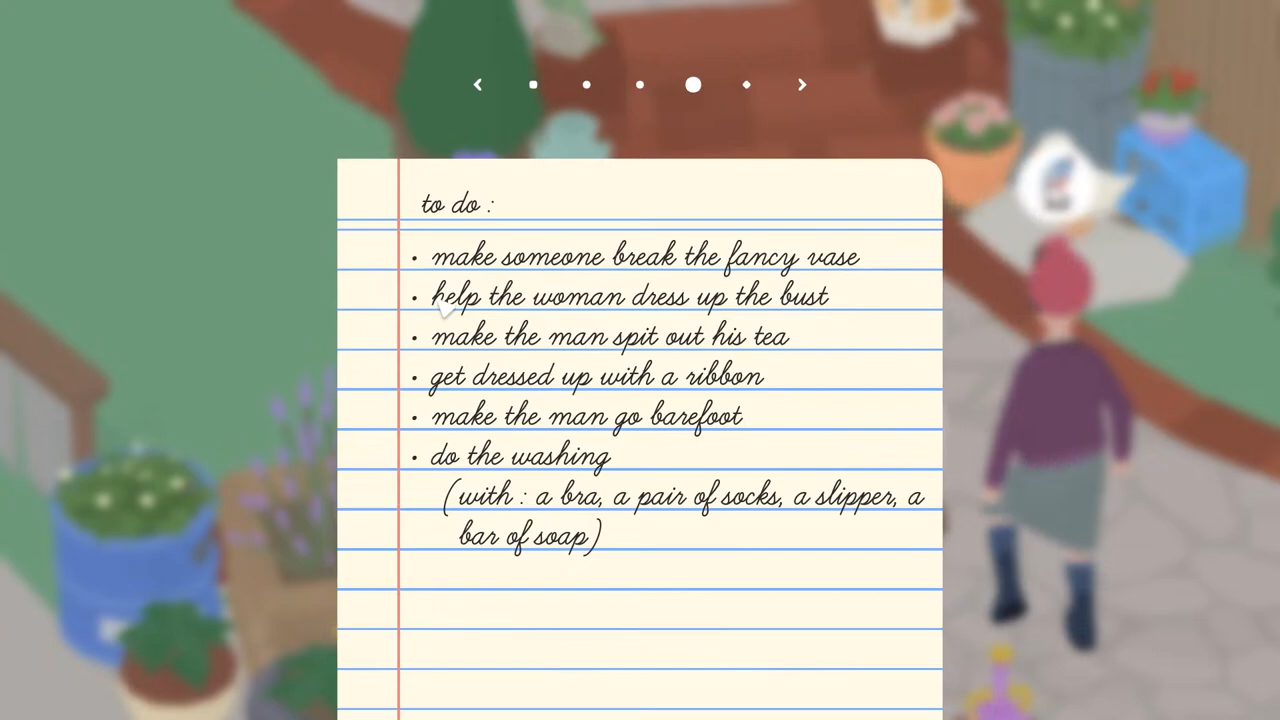 to do :
• make someone break the fancy vase
• help the woman dress up the bust
• make the man spit out his tea
• get dressed up with a ribbon
• make the man go barefoot
• do the washing
(with : a bra, a pair of socks, a slipper, a
bar of soap)